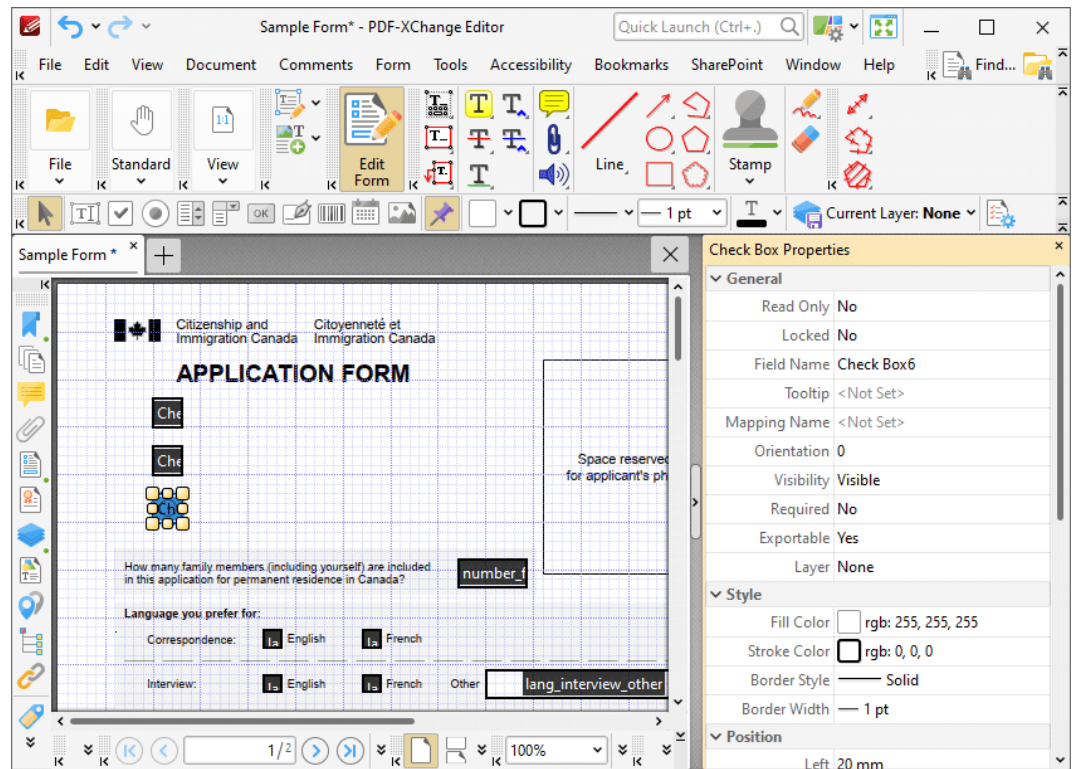 Sample Form* - PDF-XChange Editor
Quick Launch (Ctrl+.)
File Edit View Document Comments Form Tools Accessibility Bookmarks SharePoint Window Help Find...
File Standard View Edit Form Line Stamp
OK 1 pt Current Layer: None
Sample Form *
Citizenship and Immigration Canada
Citoyenneté et Immigration Canada
APPLICATION FORM
Che
Che
Ch
Space reserved
for applicant's ph
How many family members (including yourself) are included
in this application for permanent residence in Canada?
number_f
Language you prefer for:
Correspondence: la English la French
Interview: la English la French Other lang_interview_other
1/2 100%
Check Box Properties
General
Read Only No
Locked No
Field Name Check Box6
Tooltip <Not Set>
Mapping Name <Not Set>
Orientation 0
Visibility Visible
Required No
Exportable Yes
Layer None
Style
Fill Color rgb: 255, 255, 255
Stroke Color rgb: 0, 0, 0
Border Style Solid
Border Width 1 pt
Position
Left 20 mm